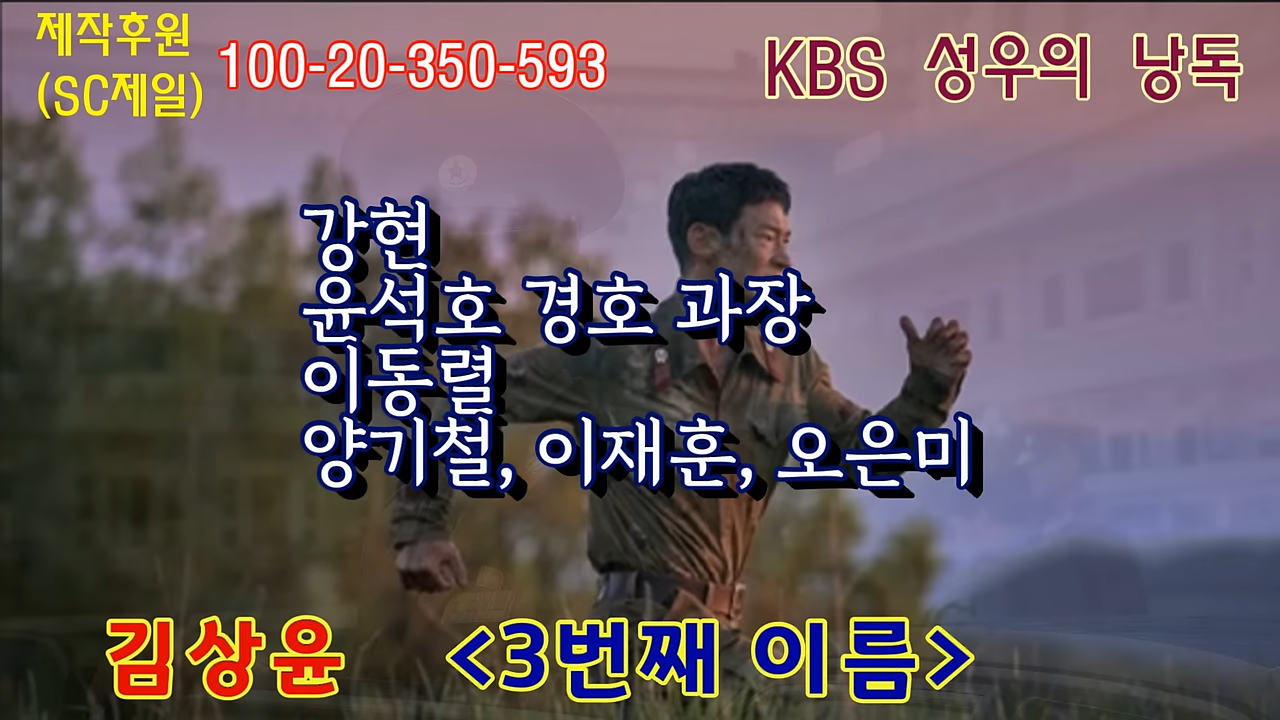 제작후원
(SC제일)
100-20-350-593
KBS 성우의 낭독
강현
윤석호 경호 과장
이동렬
양기철, 이재훈, 오은미
김상윤 <3번째 이름>